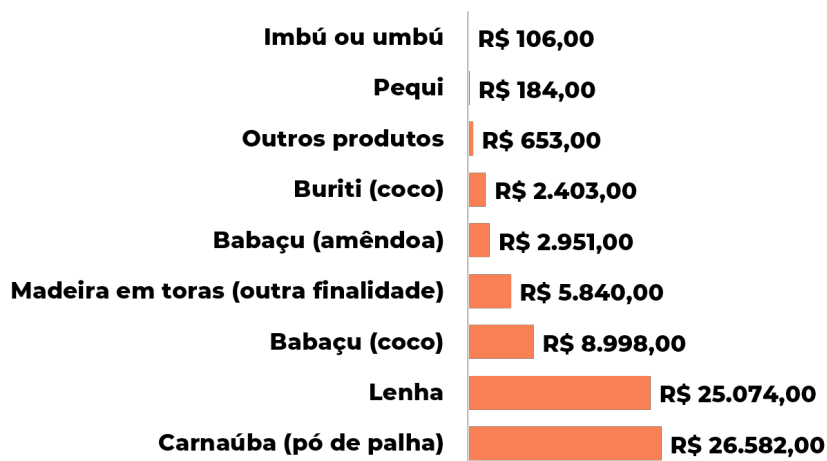 Imbú ou umbú R$ 106,00
Pequi R$ 184,00
Outros produtos R$ 653,00
Buriti (coco) R$ 2.403,00
Babaçu (amêndoa) R$ 2.951,00
Madeira em toras (outra finalidade) R$ 5.840,00
Babaçu (coco) R$ 8.998,00
Lenha R$ 25.074,00
Carnaúba (pó de palha) R$ 26.582,00